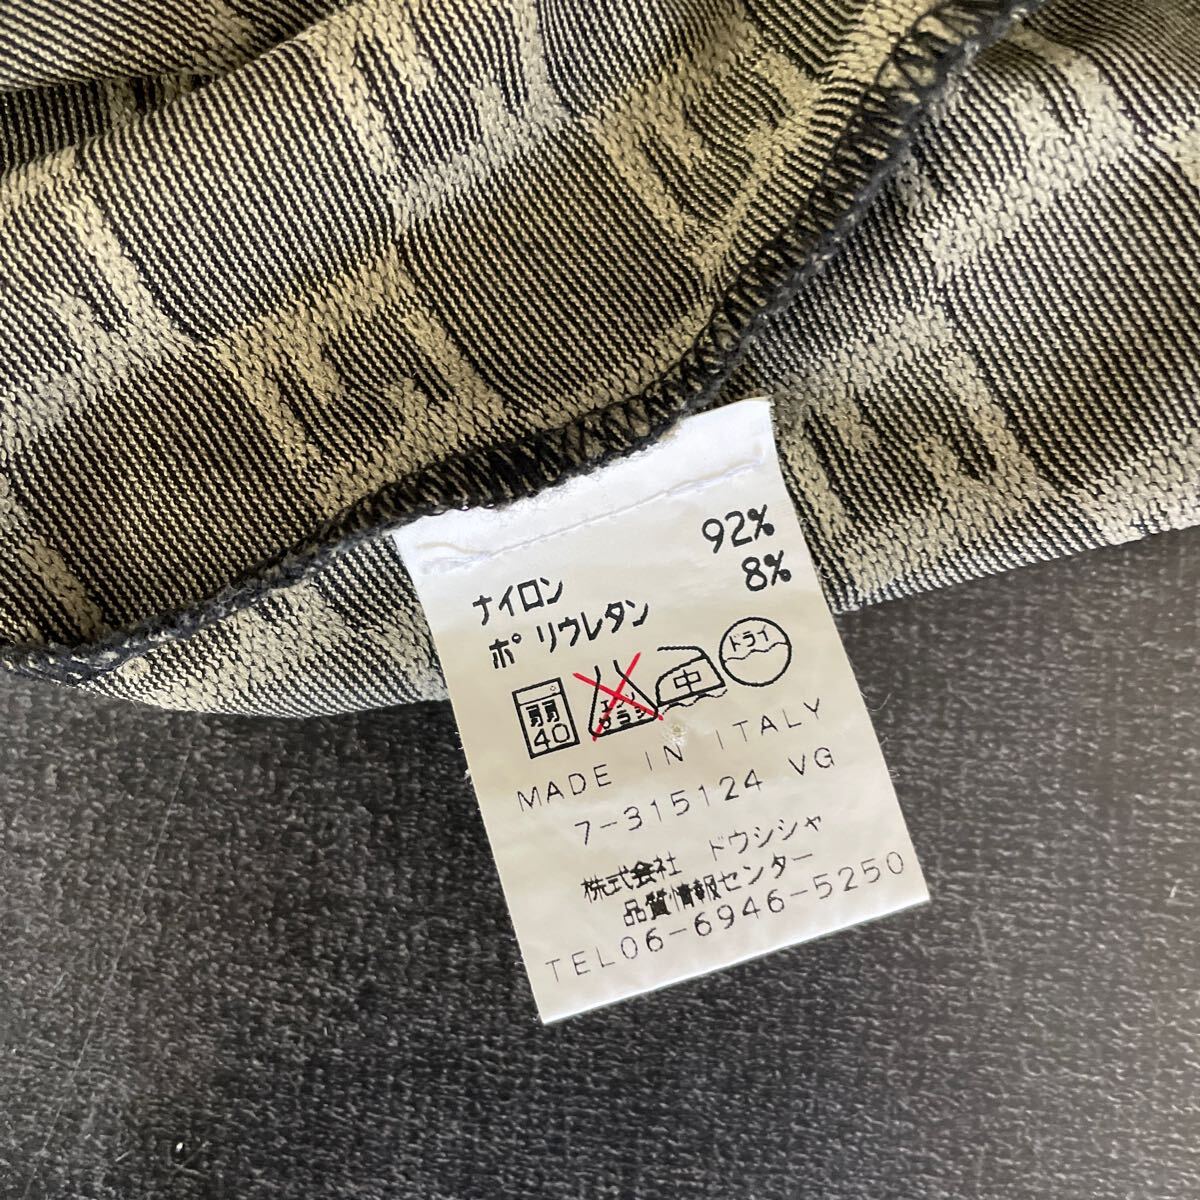 ナイロン 92%
ポリウレタン 8%
弱 40
エンソサラシ
中
ドライ
MADE IN ITALY
7-315124 VG
株式会社 ドウシシャ
品質情報センター
TEL06-6946-5250